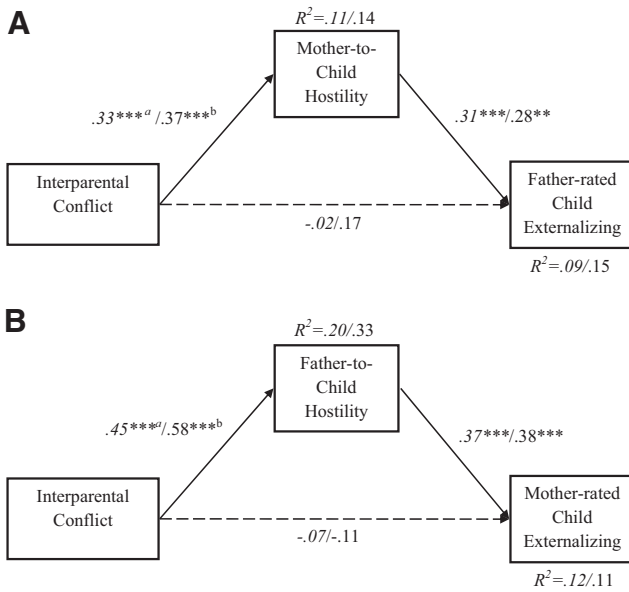 A
R²=.11/.14
Mother-to-
Child
Hostility
.33***ᵃ/.37***ᵇ
.31***/.28**
Interparental
Conflict
Father-rated
Child
Externalizing
-.02/.17
R²=.09/.15
B
R²=.20/.33
Father-to-
Child
Hostility
.45***ᵃ/.58***ᵇ
.37***/.38***
Interparental
Conflict
Mother-rated
Child
Externalizing
-.07/-.11
R²=.12/.11